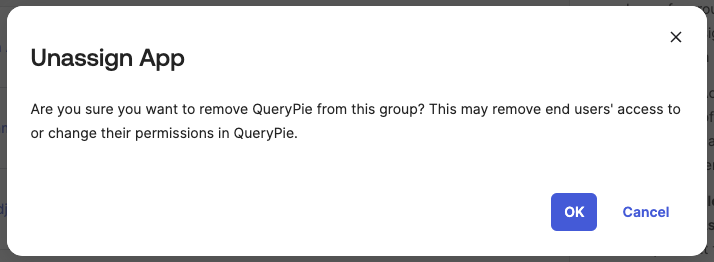 Unassign App
Are you sure you want to remove QueryPie from this group? This may remove end users' access to
or change their permissions in QueryPie.
OK
Cancel